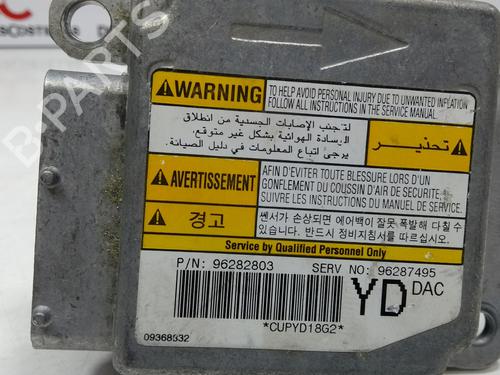 WARNING
TO HELP AVOID PERSONAL INJURY DUE TO UNWANTED INFLATION
FOLLOW ALL INSTRUCTIONS IN THE SERVICE MANUAL.
تحذير
لتجنب الإصابات الجسدية من انطلاق
الوسادة الهوائية بشكل غير متوقع.
يرجى اتباع المعلومات في دليل الصيانة.
AVERTISSEMENT
AFIN D'EVITER TOUTE BLESSURE LORS D'UN
GONFLEMENT DU COUSSIN D'AIR DE SECURITE,
SUIVRE LES INSTRUCTIONS DU MANUEL DE SERVICE.
경고
쎈서가 손상되면 에어백이 잘못 폭발해 다칠 수
있습니다. 반드시 정비지침서를 따르십시오.
Service by Qualified Personnel Only
P/N: 96282803 SERV NO: 96287495
YD DAC
*CUPYD18G2*
09368932
B-PARTS